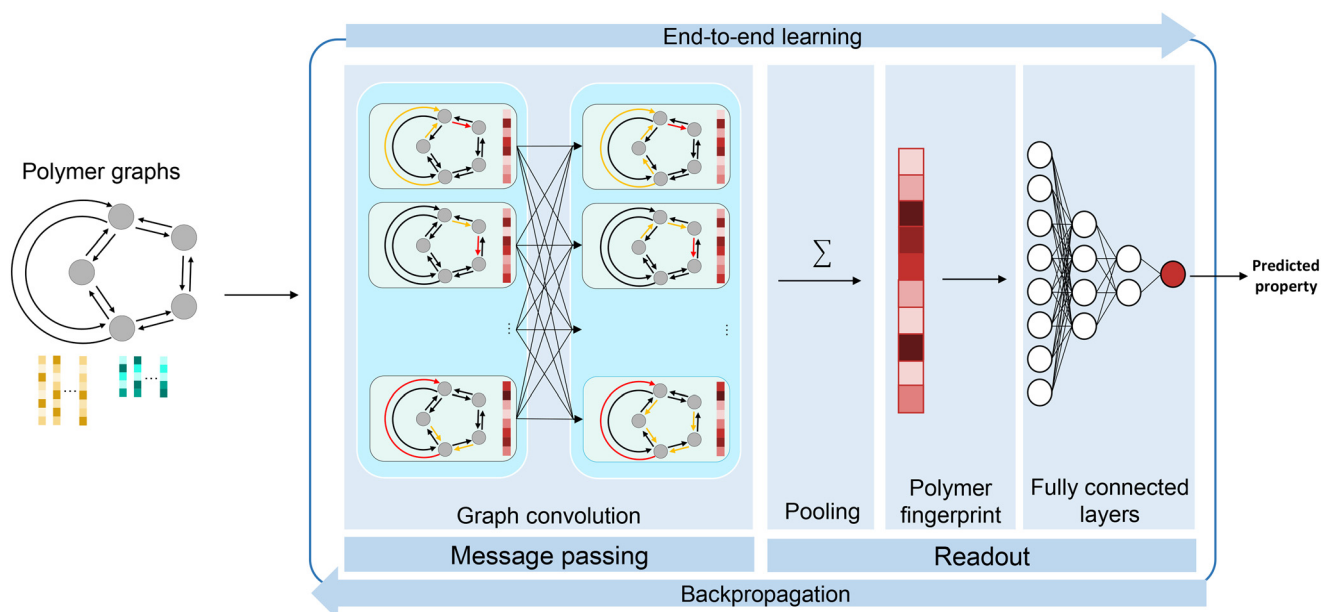 End-to-end learning
Polymer graphs
...
...
⋮
⋮
Σ
Predicted
property
Graph convolution
Pooling
Polymer
fingerprint
Fully connected
layers
Message passing
Readout
Backpropagation